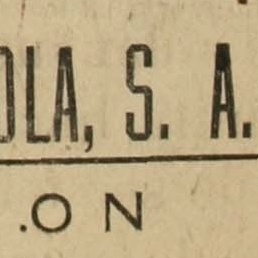 OLA, S. A.
.ON